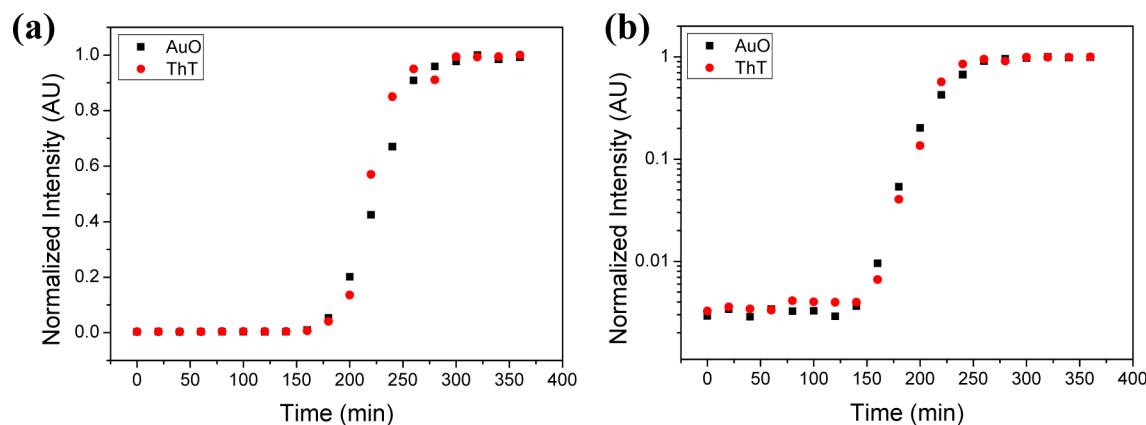 (a)
AuO
ThT
Normalized Intensity (AU)
1.0
0.8
0.6
0.4
0.2
0.0
0 50 100 150 200 250 300 350 400
Time (min)
(b)
AuO
ThT
Normalized Intensity (AU)
1
0.1
0.01
0 50 100 150 200 250 300 350 400
Time (min)